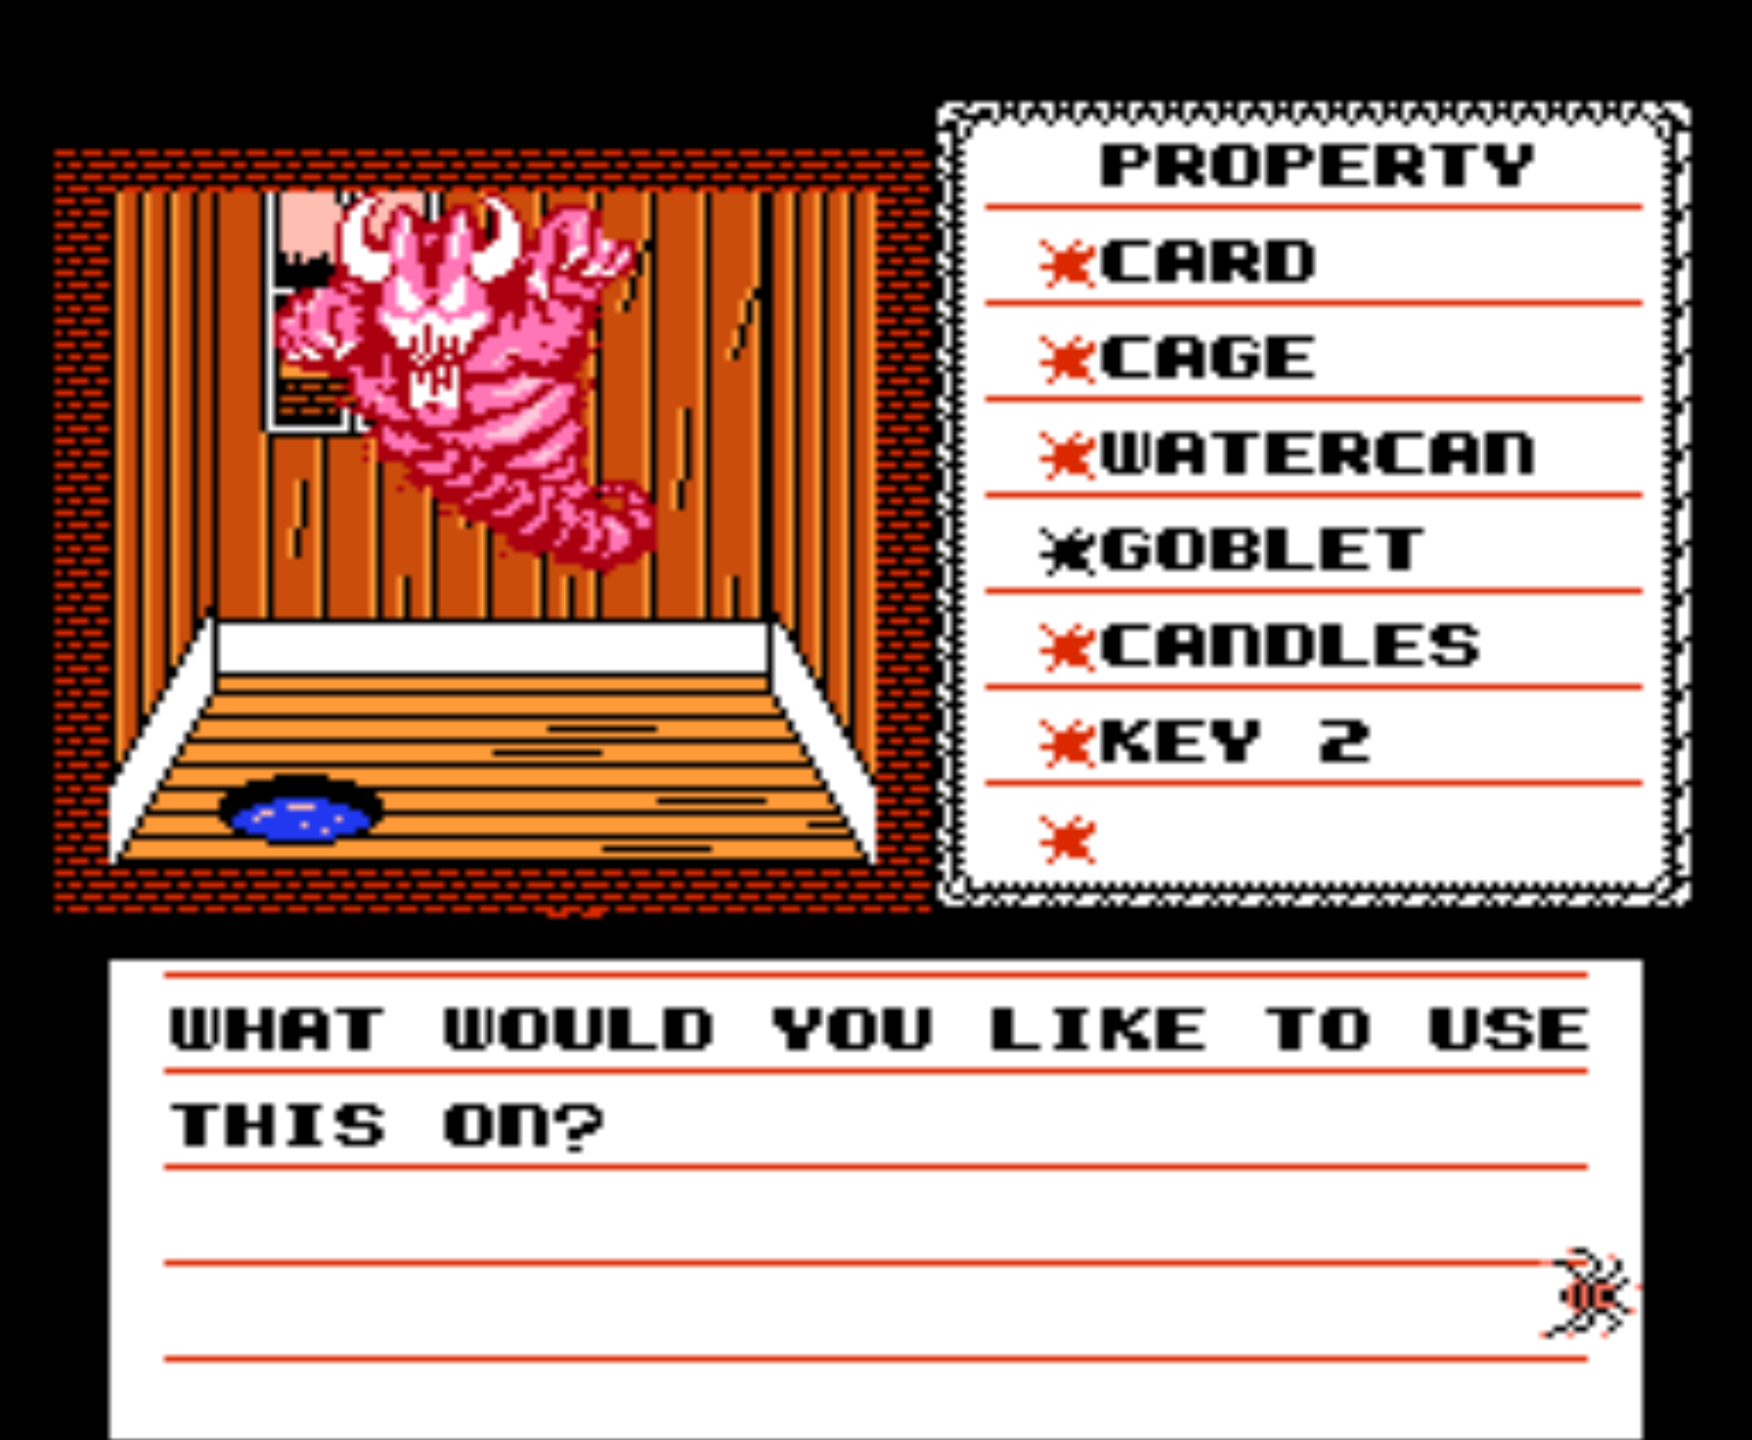 PROPERTY
CARD
CAGE
WATERCAN
GOBLET
CANDLES
KEY 2
WHAT WOULD YOU LIKE TO USE
THIS ON?